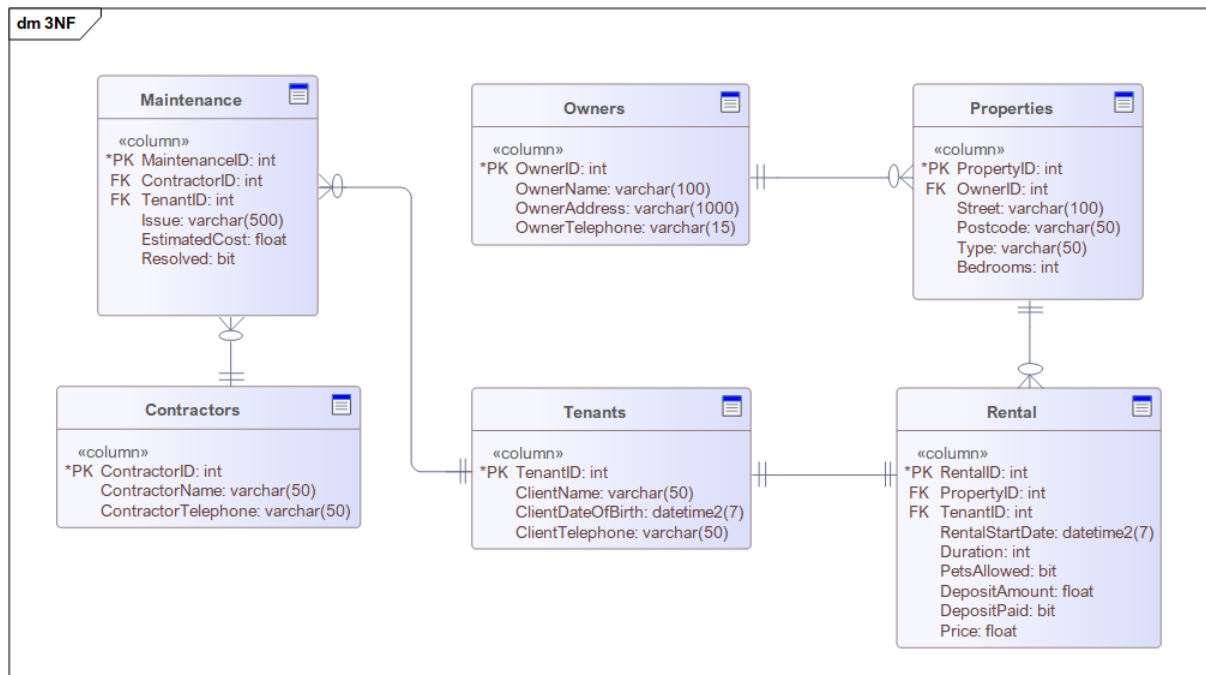 dm 3NF
Maintenance
«column»
*PK MaintenanceID: int
FK ContractorID: int
FK TenantID: int
Issue: varchar(500)
EstimatedCost: float
Resolved: bit
Owners
«column»
*PK OwnerID: int
OwnerName: varchar(100)
OwnerAddress: varchar(1000)
OwnerTelephone: varchar(15)
Properties
«column»
*PK PropertyID: int
FK OwnerID: int
Street: varchar(100)
Postcode: varchar(50)
Type: varchar(50)
Bedrooms: int
Contractors
«column»
*PK ContractorID: int
ContractorName: varchar(50)
ContractorTelephone: varchar(50)
Tenants
«column»
*PK TenantID: int
ClientName: varchar(50)
ClientDateOfBirth: datetime2(7)
ClientTelephone: varchar(50)
Rental
«column»
*PK RentalID: int
FK PropertyID: int
FK TenantID: int
RentalStartDate: datetime2(7)
Duration: int
PetsAllowed: bit
DepositAmount: float
DepositPaid: bit
Price: float